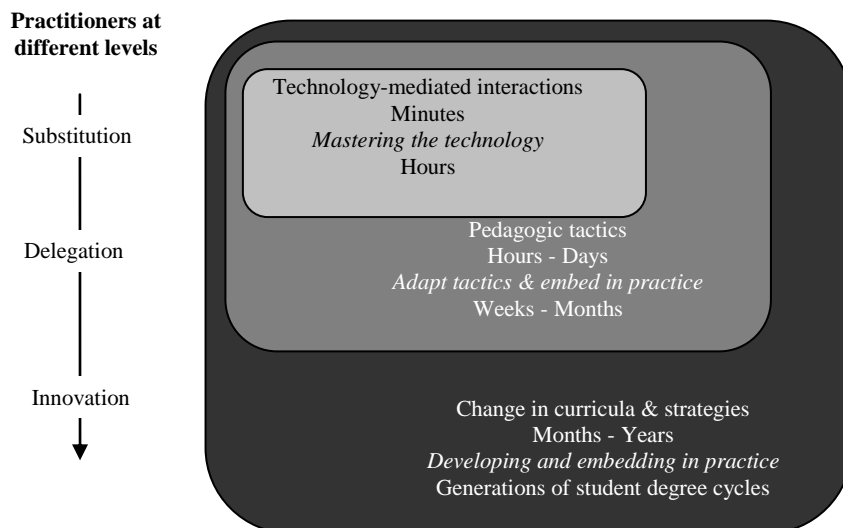 Practitioners at
different levels
Substitution
Delegation
Innovation
Technology-mediated interactions
Minutes
Mastering the technology
Hours
Pedagogic tactics
Hours - Days
Adapt tactics & embed in practice
Weeks - Months
Change in curricula & strategies
Months - Years
Developing and embedding in practice
Generations of student degree cycles